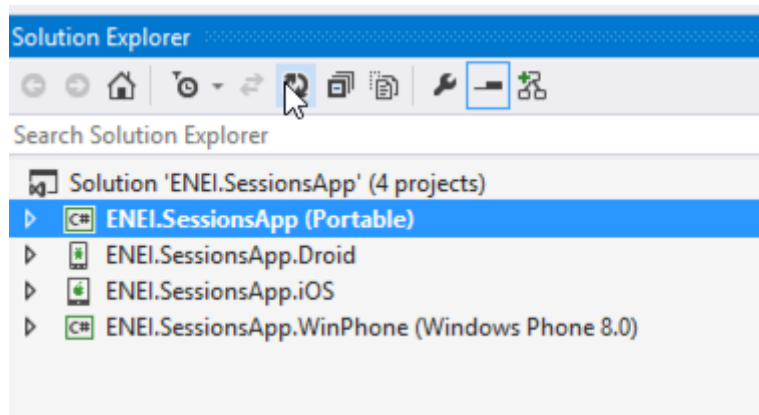 Solution Explorer
Search Solution Explorer
Solution 'ENEI.SessionsApp' (4 projects)
C# ENEI.SessionsApp (Portable)
ENEI.SessionsApp.Droid
ENEI.SessionsApp.iOS
C# ENEI.SessionsApp.WinPhone (Windows Phone 8.0)